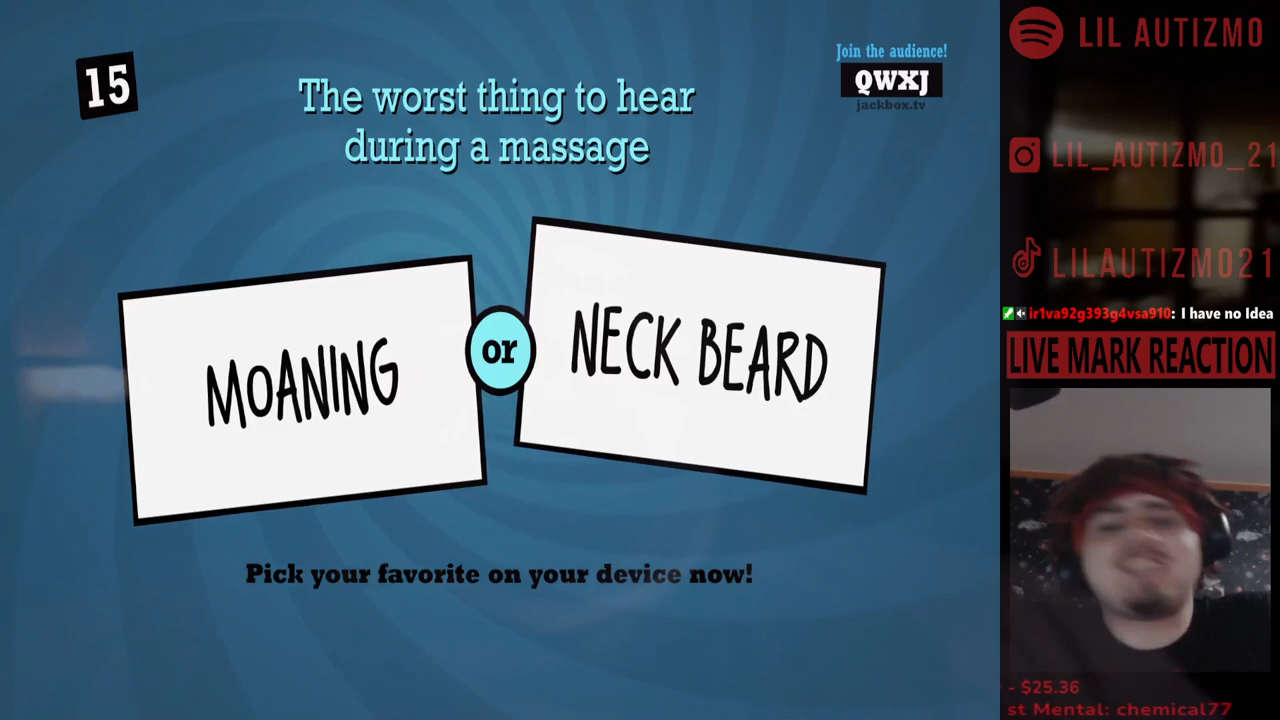 15
The worst thing to hear
during a massage
Join the audience!
QWXJ
jackbox.tv
MOANING
or
NECK BEARD
Pick your favorite on your device now!
LIL AUTIZMO
LIL_AUTIZMO_21
LILAUTIZMO21
ir1va92g393g4vsa910: I have no Idea
LIVE MARK REACTION
- $25.36
st Mental: chemical77